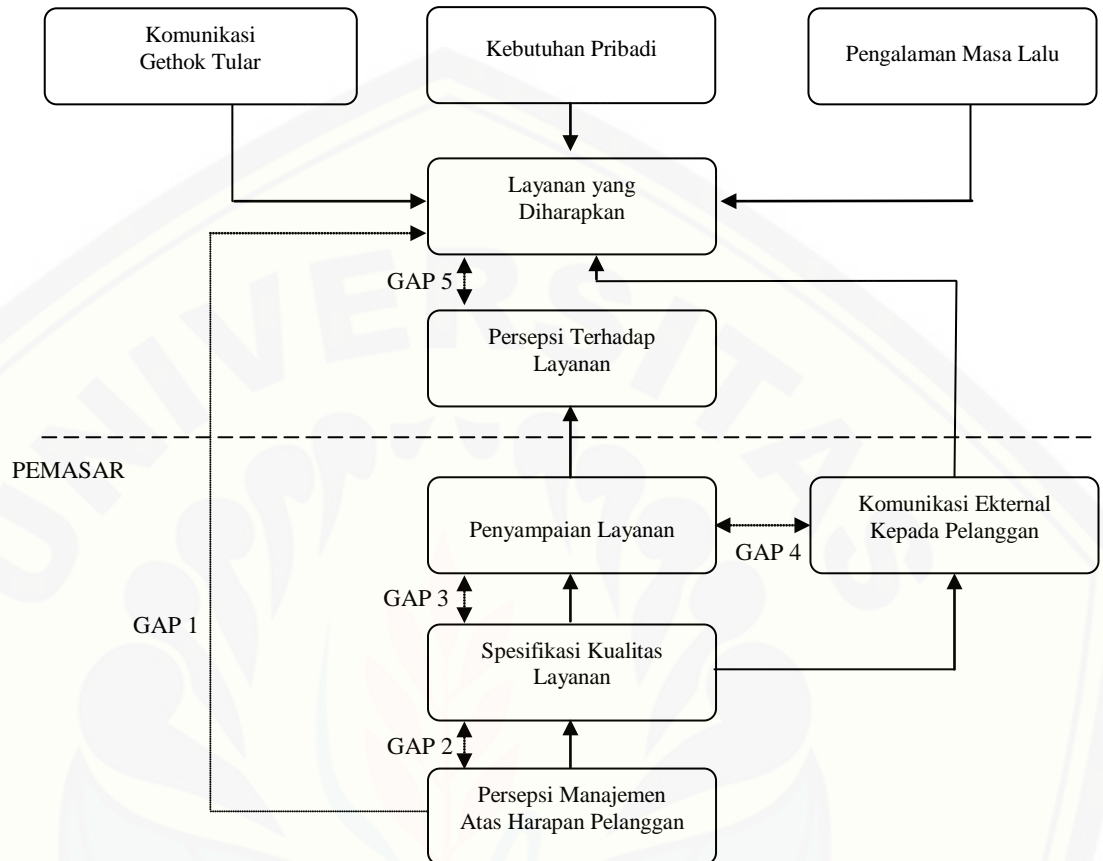 Komunikasi
Gethok Tular
Kebutuhan Pribadi
Pengalaman Masa Lalu
Layanan yang
Diharapkan
GAP 5
Persepsi Terhadap
Layanan
PEMASAR
Penyampaian Layanan
Komunikasi Ekternal
Kepada Pelanggan
GAP 4
GAP 3
GAP 1
Spesifikasi Kualitas
Layanan
GAP 2
Persepsi Manajemen
Atas Harapan Pelanggan
UNIVERSITAS